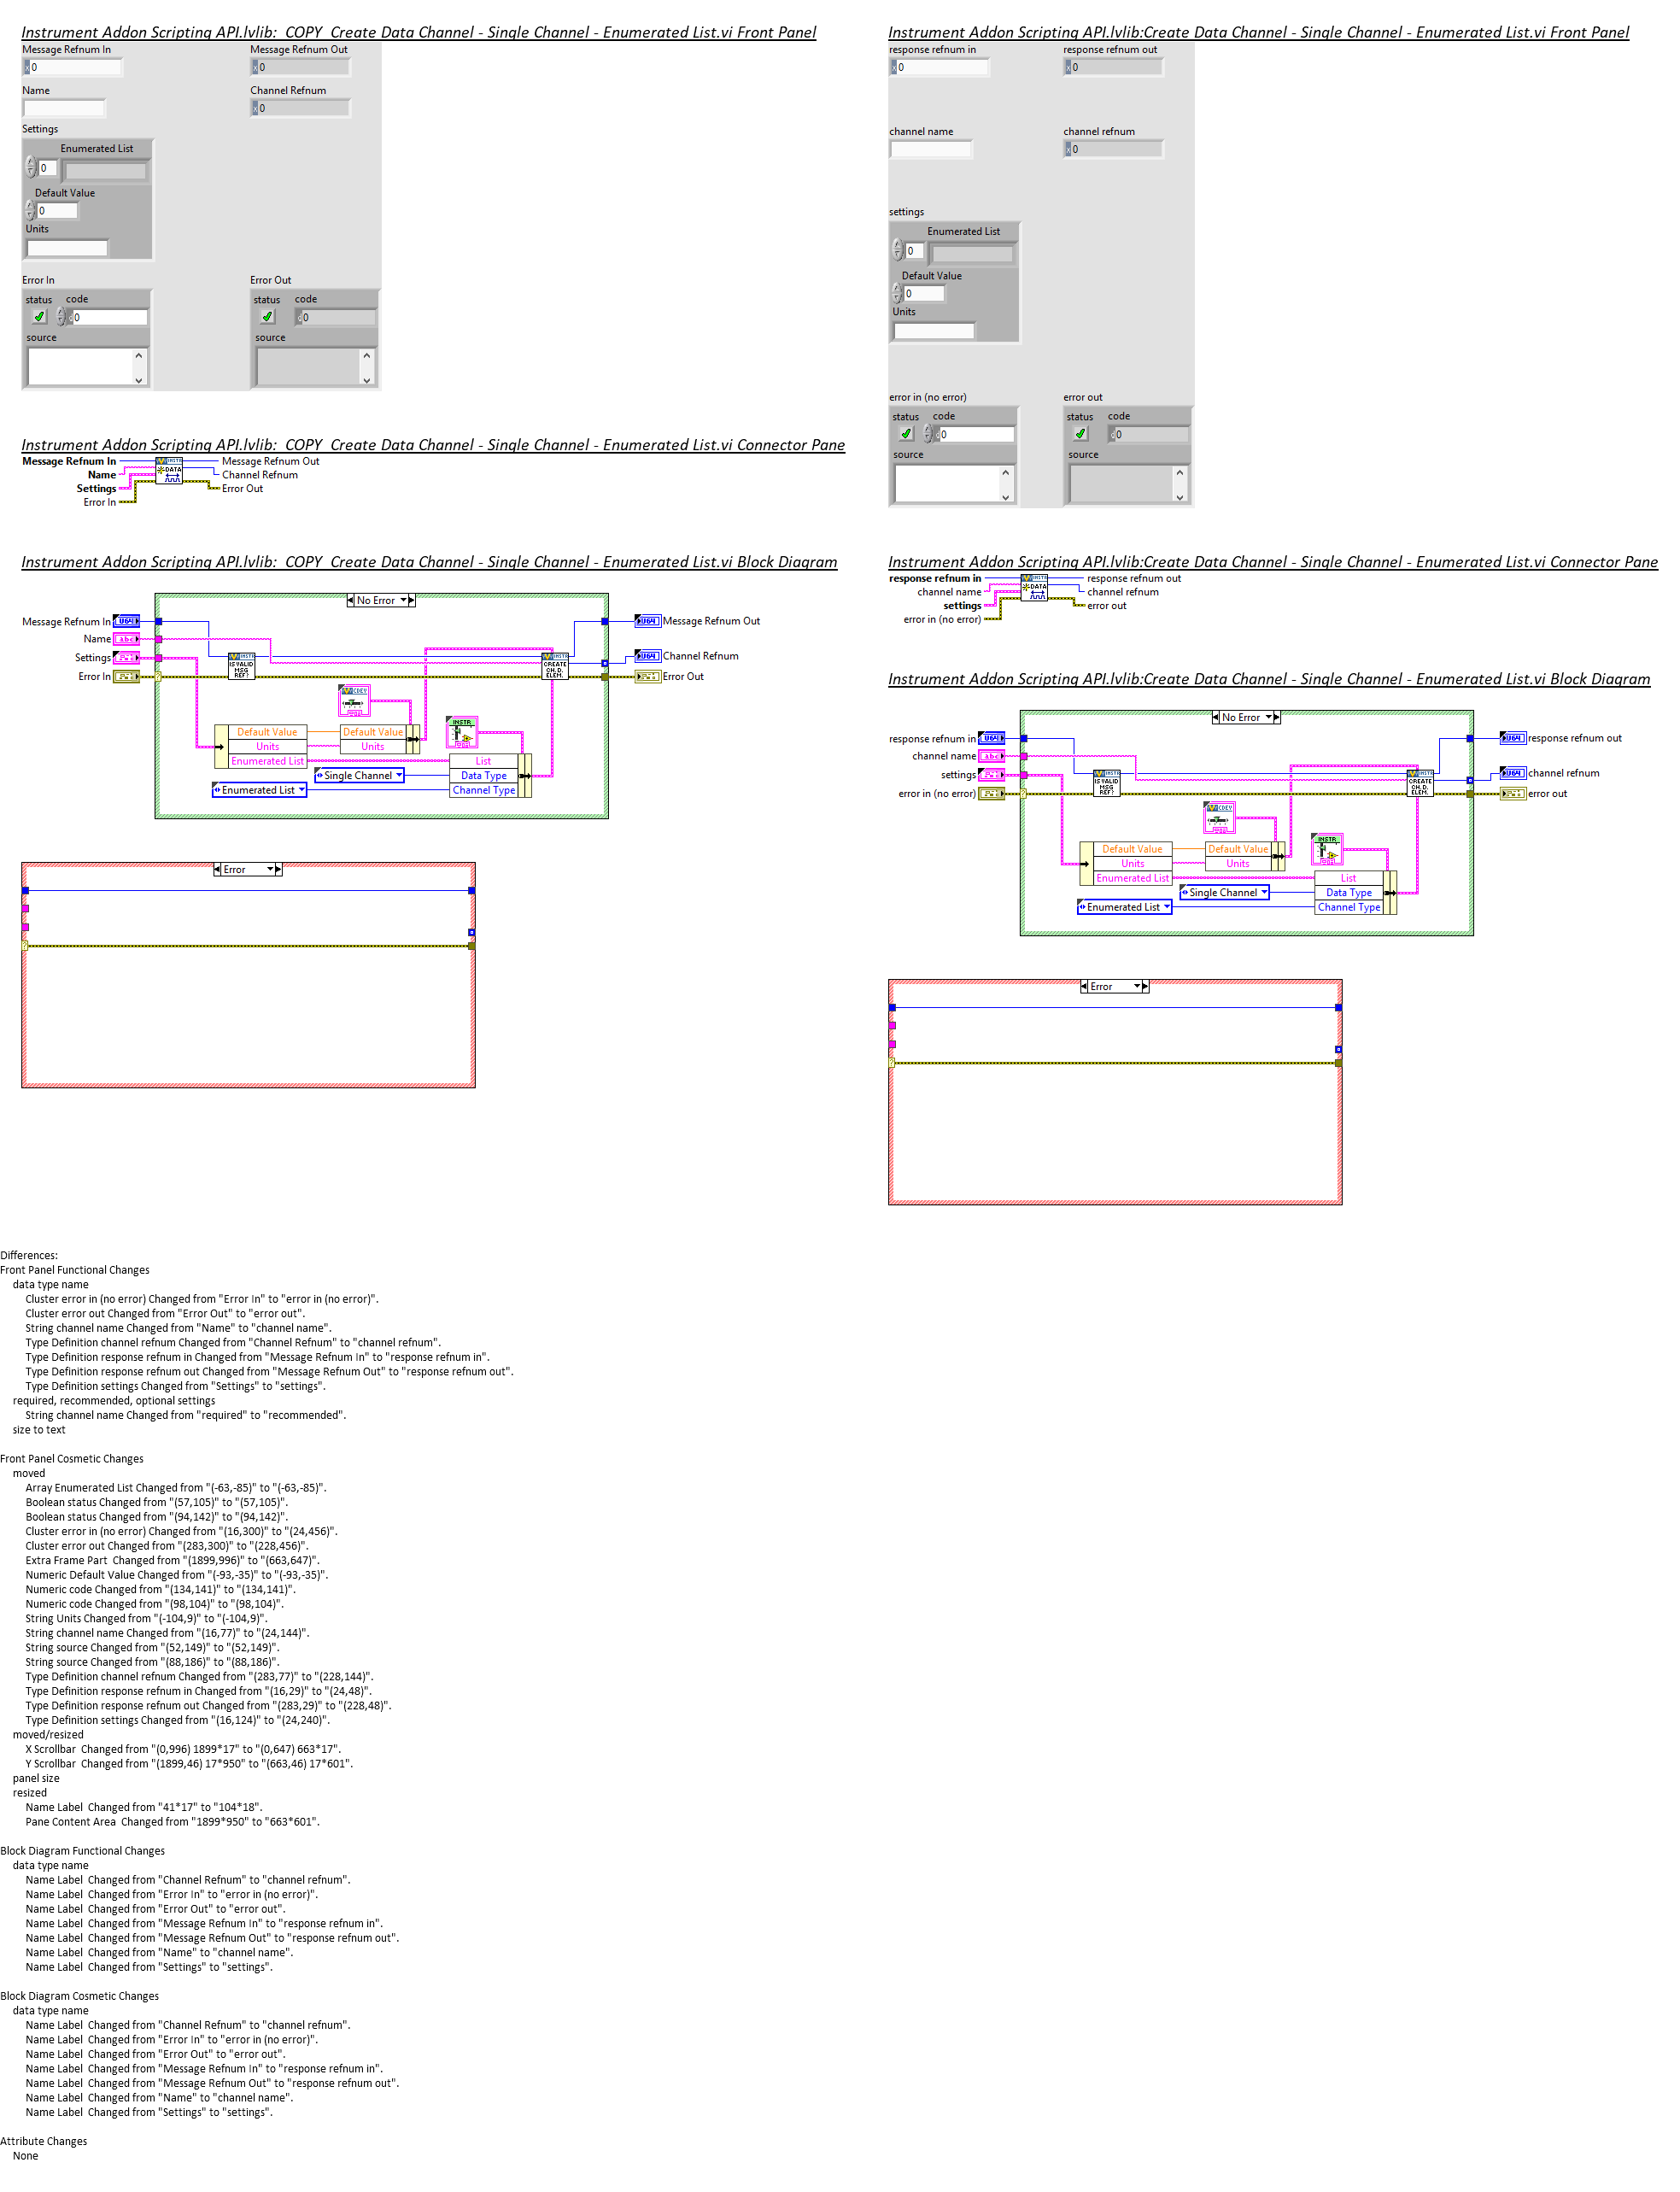 Instrument Addon Scripting API.lvlib:  COPY  Create Data Channel - Single Channel - Enumerated List.vi Front Panel
Message Refnum In
Message Refnum Out
0
0
Name
Channel Refnum
0
Settings
Enumerated List
0
Default Value
0
Units
Error In
Error Out
status
code
status
code
0
0
source
source
Instrument Addon Scripting API.lvlib:  COPY  Create Data Channel - Single Channel - Enumerated List.vi Connector Pane
Message Refnum In
Name
Settings
Error In
INSTR
DATA
Message Refnum Out
Channel Refnum
Error Out
Instrument Addon Scripting API.lvlib:  COPY  Create Data Channel - Single Channel - Enumerated List.vi Block Diagram
No Error
Message Refnum In
U64
U64
Message Refnum Out
Name
abc
Settings
INSTR
IS VALID
MSG
REF?
INSTR
CREATE
CH. D.
ELEM.
U64
Channel Refnum
Error In
Error Out
CDEV
INSTR
Default Value
Default Value
Units
Units
Enumerated List
List
Single Channel
Data Type
Enumerated List
Channel Type
Error
Instrument Addon Scripting API.lvlib:Create Data Channel - Single Channel - Enumerated List.vi Front Panel
response refnum in
response refnum out
0
0
channel name
channel refnum
0
settings
Enumerated List
0
Default Value
0
Units
error in (no error)
error out
status
code
status
code
0
0
source
source
Instrument Addon Scripting API.lvlib:Create Data Channel - Single Channel - Enumerated List.vi Connector Pane
response refnum in
channel name
settings
error in (no error)
INSTR
DATA
response refnum out
channel refnum
error out
Instrument Addon Scripting API.lvlib:Create Data Channel - Single Channel - Enumerated List.vi Block Diagram
No Error
response refnum in
U64
U64
response refnum out
channel name
abc
settings
INSTR
IS VALID
MSG
REF?
INSTR
CREATE
CH. D.
ELEM.
U64
channel refnum
error in (no error)
error out
CDEV
INSTR
Default Value
Default Value
Units
Units
Enumerated List
List
Single Channel
Data Type
Enumerated List
Channel Type
Error
Differences:
Front Panel Functional Changes
data type name
Cluster error in (no error) Changed from "Error In" to "error in (no error)".
Cluster error out Changed from "Error Out" to "error out".
String channel name Changed from "Name" to "channel name".
Type Definition channel refnum Changed from "Channel Refnum" to "channel refnum".
Type Definition response refnum in Changed from "Message Refnum In" to "response refnum in".
Type Definition response refnum out Changed from "Message Refnum Out" to "response refnum out".
Type Definition settings Changed from "Settings" to "settings".
required, recommended, optional settings
String channel name Changed from "required" to "recommended".
size to text
Front Panel Cosmetic Changes
moved
Array Enumerated List Changed from "(-63,-85)" to "(-63,-85)".
Boolean status Changed from "(57,105)" to "(57,105)".
Boolean status Changed from "(94,142)" to "(94,142)".
Cluster error in (no error) Changed from "(16,300)" to "(24,456)".
Cluster error out Changed from "(283,300)" to "(228,456)".
Extra Frame Part  Changed from "(1899,996)" to "(663,647)".
Numeric Default Value Changed from "(-93,-35)" to "(-93,-35)".
Numeric code Changed from "(134,141)" to "(134,141)".
Numeric code Changed from "(98,104)" to "(98,104)".
String Units Changed from "(-104,9)" to "(-104,9)".
String channel name Changed from "(16,77)" to "(24,144)".
String source Changed from "(52,149)" to "(52,149)".
String source Changed from "(88,186)" to "(88,186)".
Type Definition channel refnum Changed from "(283,77)" to "(228,144)".
Type Definition response refnum in Changed from "(16,29)" to "(24,48)".
Type Definition response refnum out Changed from "(283,29)" to "(228,48)".
Type Definition settings Changed from "(16,124)" to "(24,240)".
moved/resized
X Scrollbar  Changed from "(0,996) 1899*17" to "(0,647) 663*17".
Y Scrollbar  Changed from "(1899,46) 17*950" to "(663,46) 17*601".
panel size
resized
Name Label  Changed from "41*17" to "104*18".
Pane Content Area  Changed from "1899*950" to "663*601".
Block Diagram Functional Changes
data type name
Name Label  Changed from "Channel Refnum" to "channel refnum".
Name Label  Changed from "Error In" to "error in (no error)".
Name Label  Changed from "Error Out" to "error out".
Name Label  Changed from "Message Refnum In" to "response refnum in".
Name Label  Changed from "Message Refnum Out" to "response refnum out".
Name Label  Changed from "Name" to "channel name".
Name Label  Changed from "Settings" to "settings".
Block Diagram Cosmetic Changes
data type name
Name Label  Changed from "Channel Refnum" to "channel refnum".
Name Label  Changed from "Error In" to "error in (no error)".
Name Label  Changed from "Error Out" to "error out".
Name Label  Changed from "Message Refnum In" to "response refnum in".
Name Label  Changed from "Message Refnum Out" to "response refnum out".
Name Label  Changed from "Name" to "channel name".
Name Label  Changed from "Settings" to "settings".
Attribute Changes
None